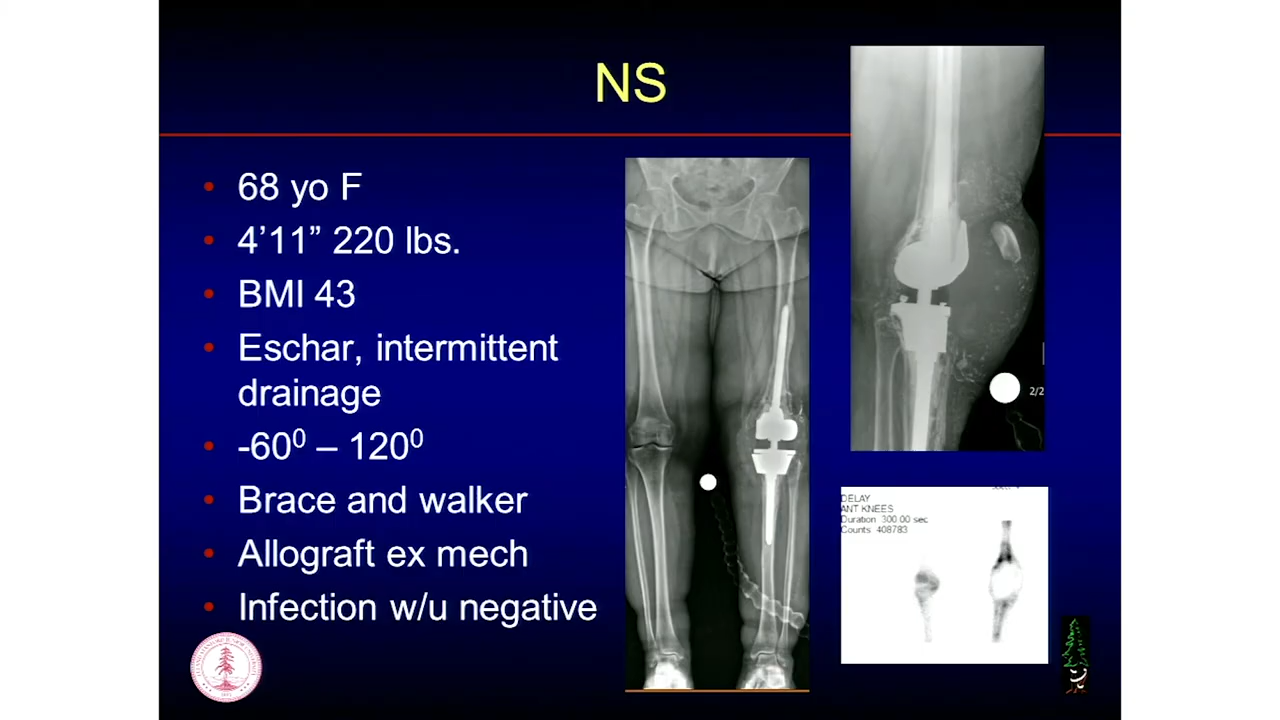 NS
• 68 yo F
• 4’11” 220 lbs.
• BMI 43
• Eschar, intermittent
drainage
• -60⁰ – 120⁰
• Brace and walker
• Allograft ex mech
• Infection w/u negative
2/2
DELAY
ANT KNEES
Duration 300.00 sec
Counts 408783